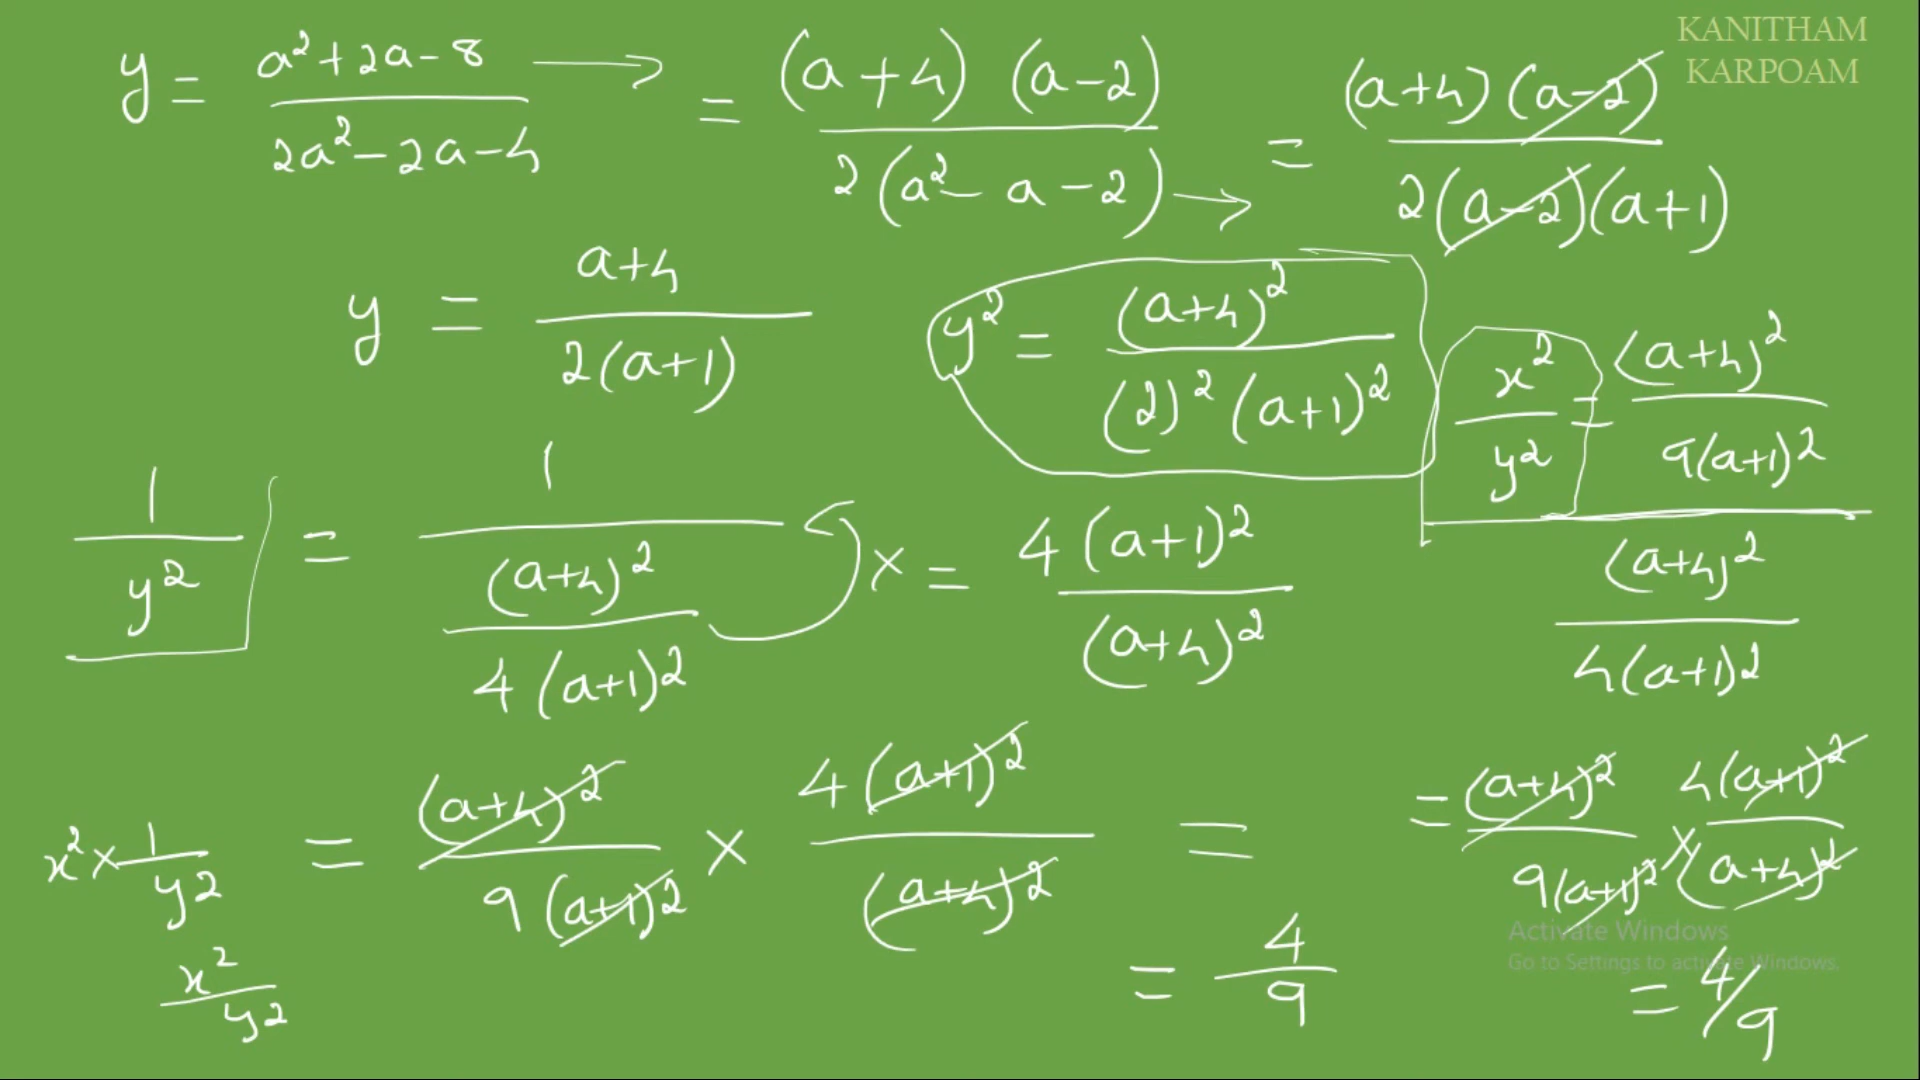 KANITHAM
KARPOAM
y = (a² + 2a - 8)/(2a² - 2a - 4) → = ((a+4)(a-2))/(2(a² - a - 2)) → = ((a+4)(a-2))/(2(a-2)(a+1))
y = (a+4)/(2(a+1))
y² = (a+4)²/((2)²(a+1)²)
x²/y² = ((a+4)²/(9(a+1)²))/((a+4)²/(4(a+1)²))
1/y² = 1/((a+4)²/(4(a+1)²)) × = 4(a+1)²/(a+4)²
x² × 1/y² = (a+4)²/(9(a+1)²) × 4(a+1)²/(a+4)² =
= (a+4)²/(9(a+1)²) × 4(a+1)²/(a+4)²
x²/y²
= 4/9
= 4/9
Activate Windows
Go to Settings to activate Windows.